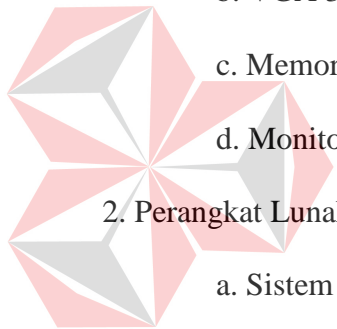 c. Memor
d. Monito
2. Perangkat Luna
a. Sistem